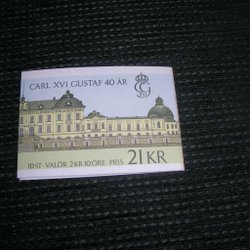 CARL XVI GUSTAF 40 ÅR
10 ST. VALÖR 2 KR 10 ÖRE. PRIS 21 KR